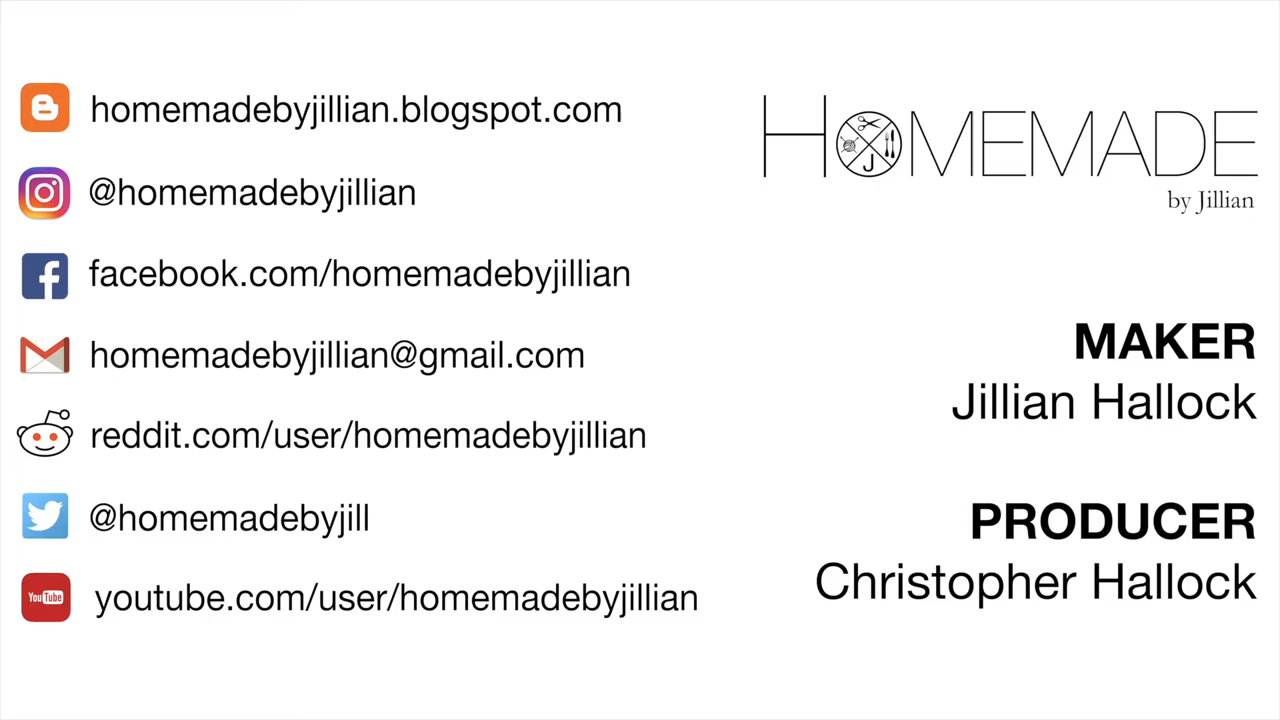 homemadebyjillian.blogspot.com
@homemadebyjillian
facebook.com/homemadebyjillian
homemadebyjillian@gmail.com
reddit.com/user/homemadebyjillian
@homemadebyjill
YouTube
youtube.com/user/homemadebyjillian
HOMEMADE
J
by Jillian
MAKER
Jillian Hallock
PRODUCER
Christopher Hallock